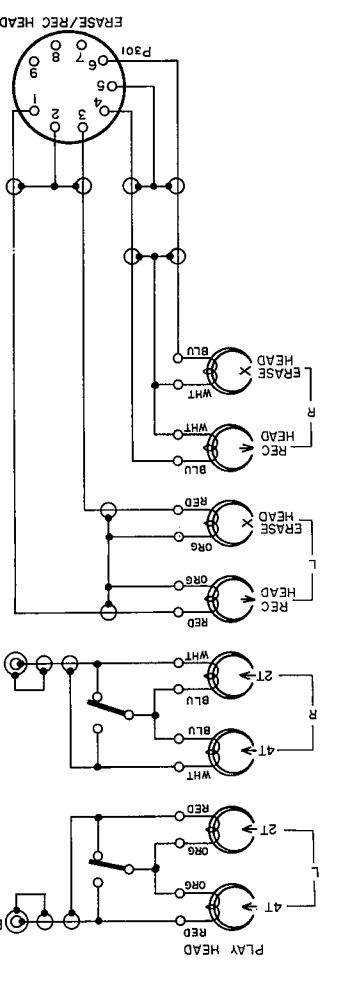 PLAY HEAD
RED
4T
ORG
L
ORG
2T
RED
WHT
4T
BLU
R
BLU
2T
WHT
RED
REC
HEAD
ORG
L
ORG
ERASE
HEAD
RED
BLU
REC
HEAD
WHT
R
WHT
ERASE
HEAD
BLU
4 3 2 1
5
6 7 8 9
P301
ERASE/REC HEAD